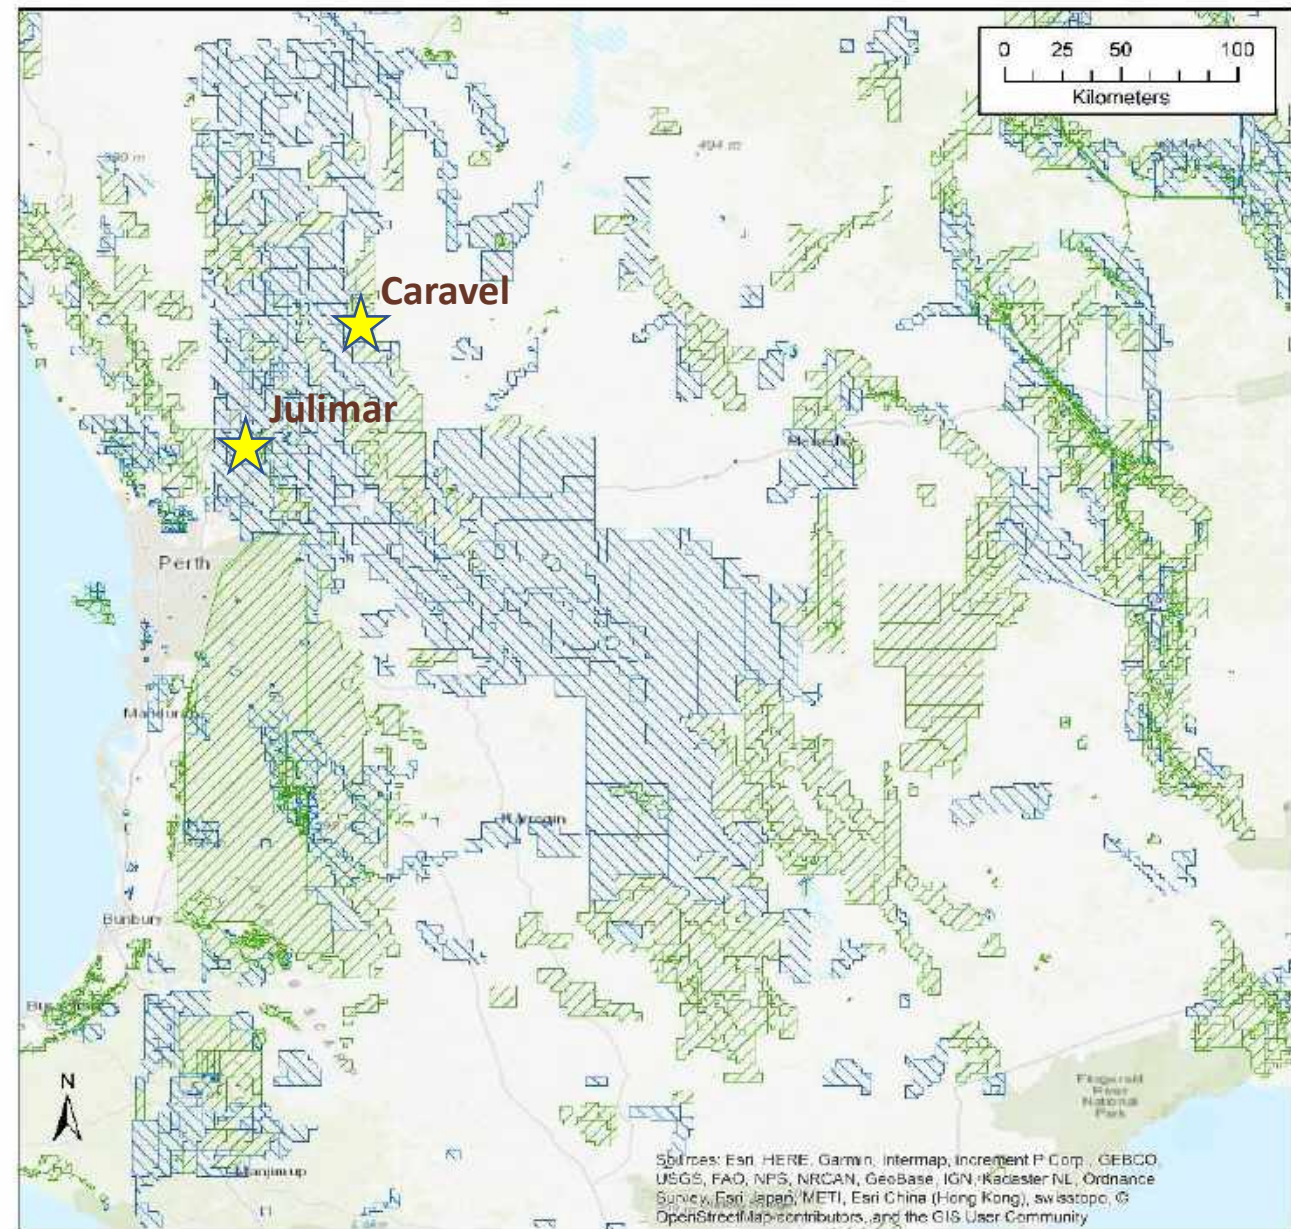 0 25 50 100
Kilometers
494 m
Caravel
Julimar
Perth
Bunbury
N
Fitzgerald
River
National
Park
Manjimup
Sources: Esri, HERE, Garmin, Intermap, increment P Corp., GEBCO,
USGS, FAO, NPS, NRCAN, GeoBase, IGN, Kadaster NL, Ordnance
Survey, Esri Japan, METI, Esri China (Hong Kong), swisstopo, ©
OpenStreetMap contributors, and the GIS User Community